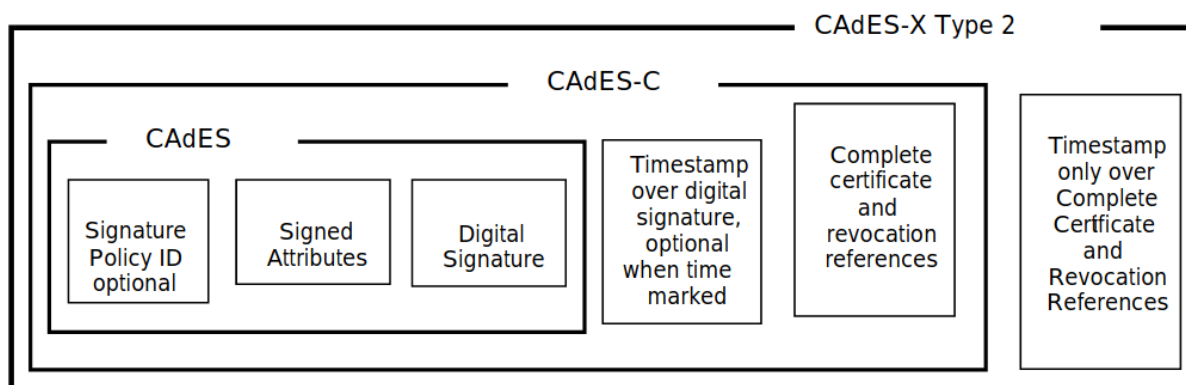 CAdES-X Type 2
CAdES-C
CAdES
Signature
Policy ID
optional
Signed
Attributes
Digital
Signature
Timestamp
over digital
signature,
optional
when time
marked
Complete
certificate
and
revocation
references
Timestamp
only over
Complete
Certificate
and
Revocation
References